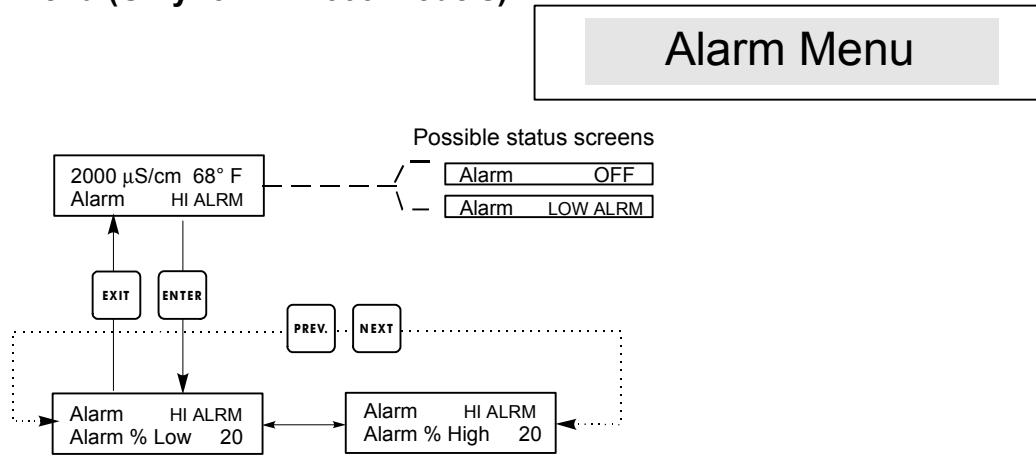 Alarm Menu
Possible status screens
2000 µS/cm 68° F
Alarm HI ALRM
Alarm OFF
Alarm LOW ALRM
EXIT
ENTER
PREV.
NEXT
Alarm HI ALRM
Alarm % Low 20
Alarm HI ALRM
Alarm % High 20